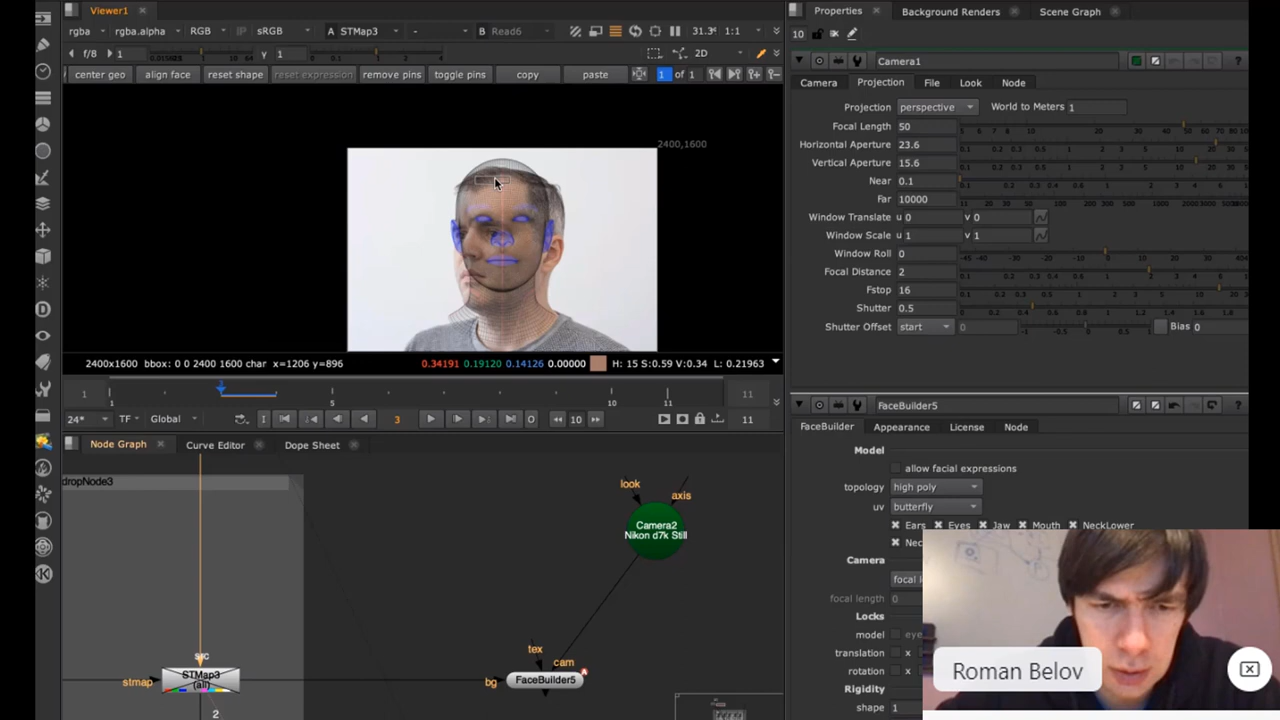 Viewer1
rgba rgba.alpha RGB IP sRGB A STMap3 - B Read6 31.3 1:1
f/8 1 Y 1 2D
center geo align face reset shape reset expression remove pins toggle pins copy paste 1 of 1
2400,1600
2400x1600 bbox: 0 0 2400 1600 char x=1206 y=896 0.34191 0.19120 0.14126 0.00000 H: 15 S:0.59 V:0.34 L: 0.21963
1 1 5 10 11 11
24* TF Global I 3 O 10 11
Node Graph Curve Editor Dope Sheet
dropNode3
look
axis
Camera2
Nikon d7k Still
src
stmap
STMap3
(all)
2
tex
cam
bg
FaceBuilder5
Properties Background Renders Scene Graph
10
Camera1 ?
Camera Projection File Look Node
Projection perspective World to Meters 1
Focal Length 50
Horizontal Aperture 23.6
Vertical Aperture 15.6
Near 0.1
Far 10000
Window Translate u 0 v 0
Window Scale u 1 v 1
Window Roll 0
Focal Distance 2
Fstop 16
Shutter 0.5
Shutter Offset start 0 Bias 0
FaceBuilder5 ?
FaceBuilder Appearance License Node
Model
allow facial expressions
topology high poly
uv butterfly
Ears Eyes Jaw Mouth NeckLower
Camera
focal length 0
Locks
model
translation x
rotation x
Rigidity
shape 1
Roman Belov